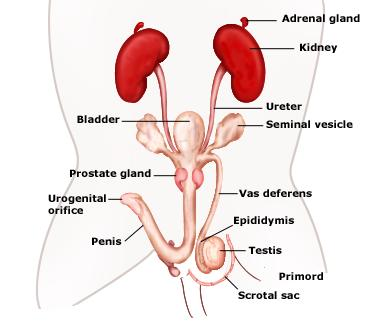 Adrenal gland
Kidney
Ureter
Bladder
Seminal vesicle
Prostate gland
Vas deferens
Urogenital
orifice
Epididymis
Penis
Testis
Primord
Scrotal sac